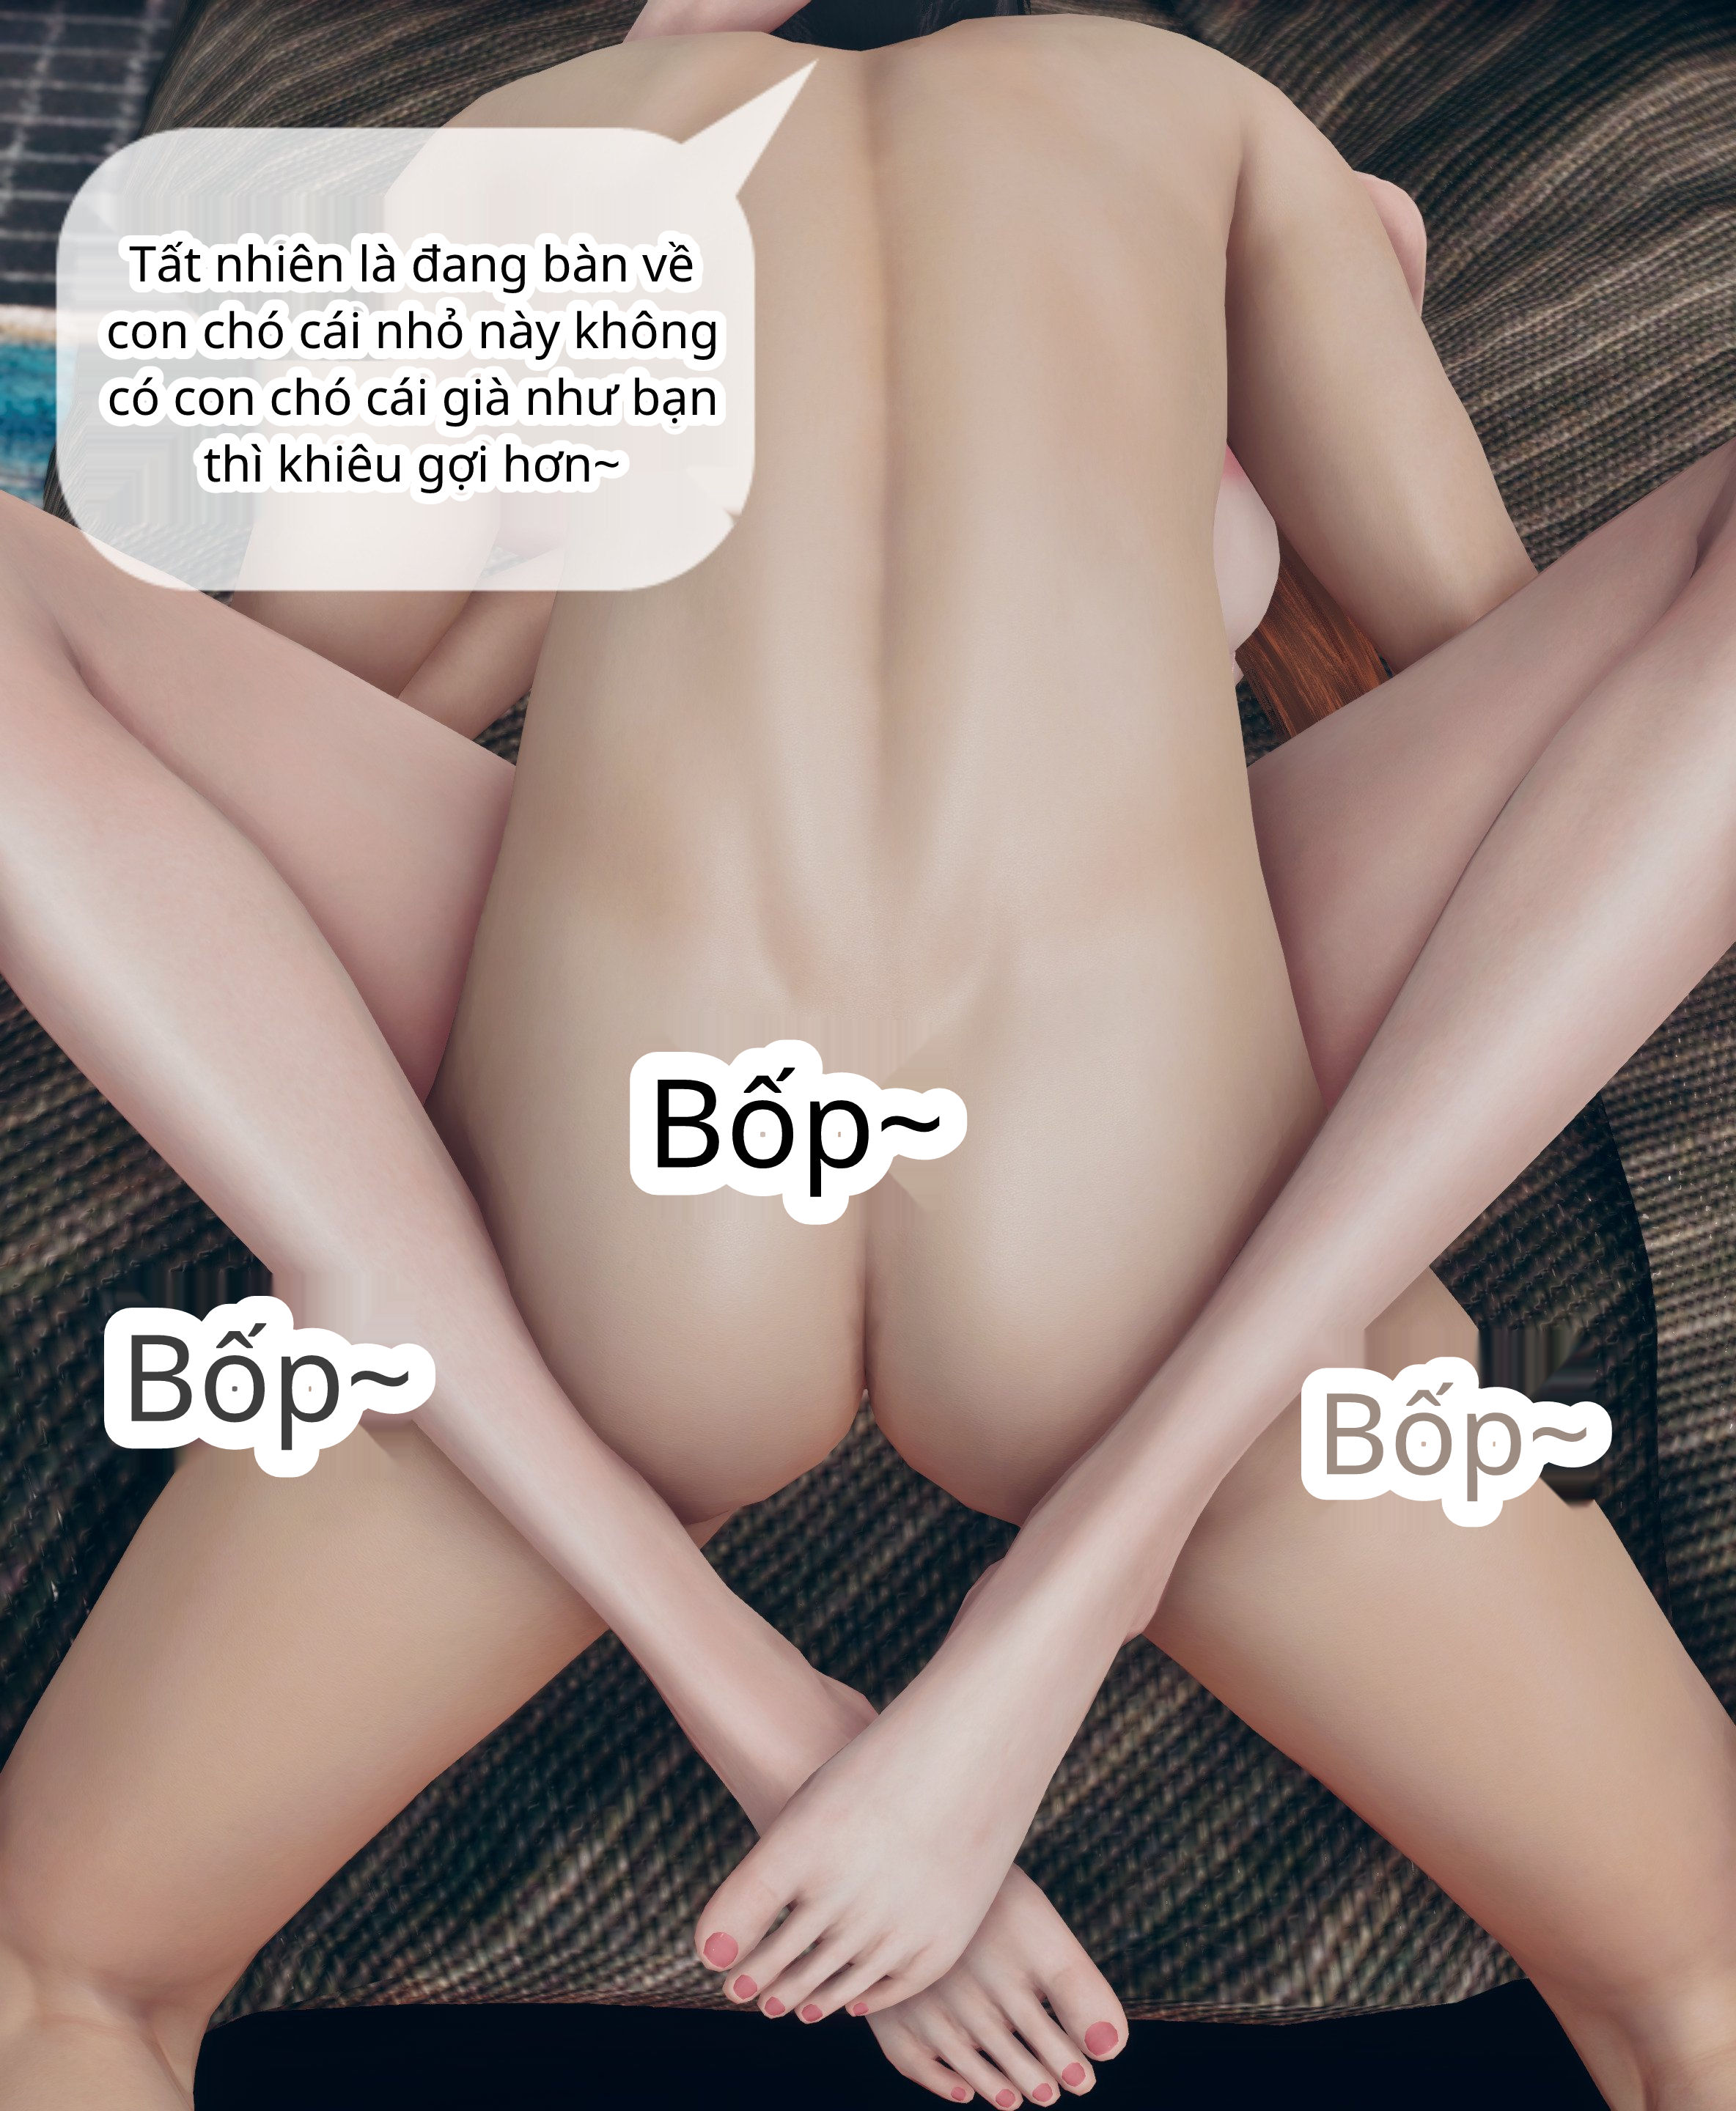 Tất nhiên là đang bàn về
con chó cái nhỏ này không
có con chó cái già như bạn
thì khiêu gợi hơn~
Bốp~
Bốp~
Bốp~